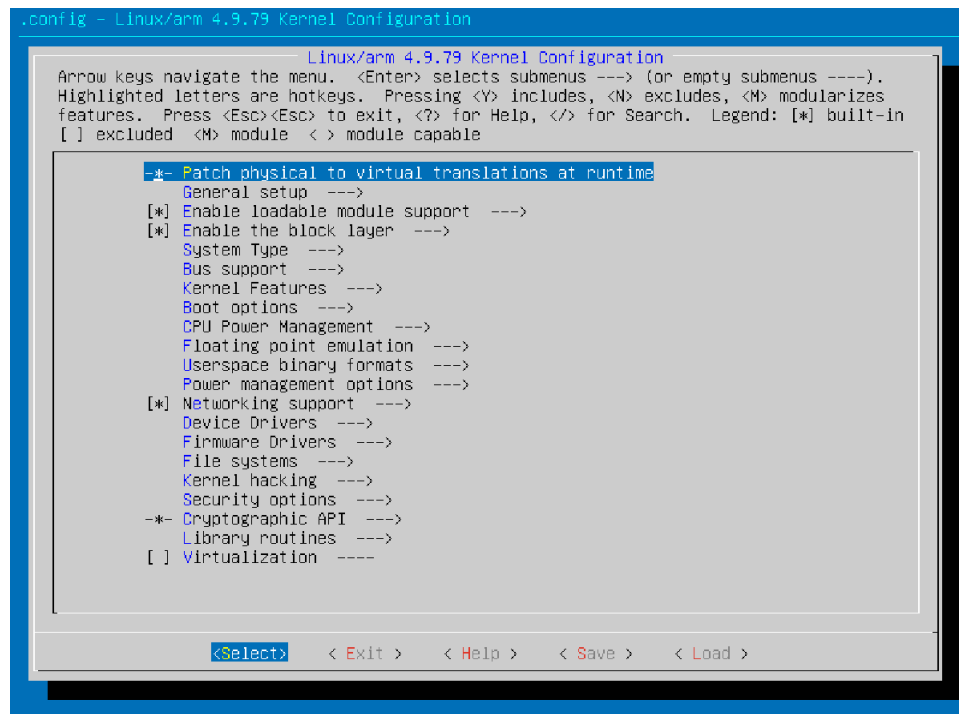 .config - Linux/arm 4.9.79 Kernel Configuration
Linux/arm 4.9.79 Kernel Configuration
Arrow keys navigate the menu.  <Enter> selects submenus ---> (or empty submenus ----).
Highlighted letters are hotkeys.  Pressing <Y> includes, <N> excludes, <M> modularizes
features.  Press <Esc><Esc> to exit, <?> for Help, </> for Search.  Legend: [*] built-in
[ ] excluded  <M> module  < > module capable
-*- Patch physical to virtual translations at runtime
General setup  --->
[*] Enable loadable module support  --->
[*] Enable the block layer  --->
System Type  --->
Bus support  --->
Kernel Features  --->
Boot options  --->
CPU Power Management  --->
Floating point emulation  --->
Userspace binary formats  --->
Power management options  --->
[*] Networking support  --->
Device Drivers  --->
Firmware Drivers  --->
File systems  --->
Kernel hacking  --->
Security options  --->
-*- Cryptographic API  --->
Library routines  --->
[ ] Virtualization  ----
<Select>    < Exit >    < Help >    < Save >    < Load >